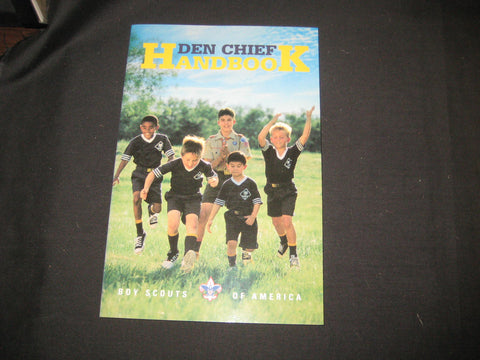 DEN CHIEF
HANDBOOK
BOY SCOUTS OF AMERICA